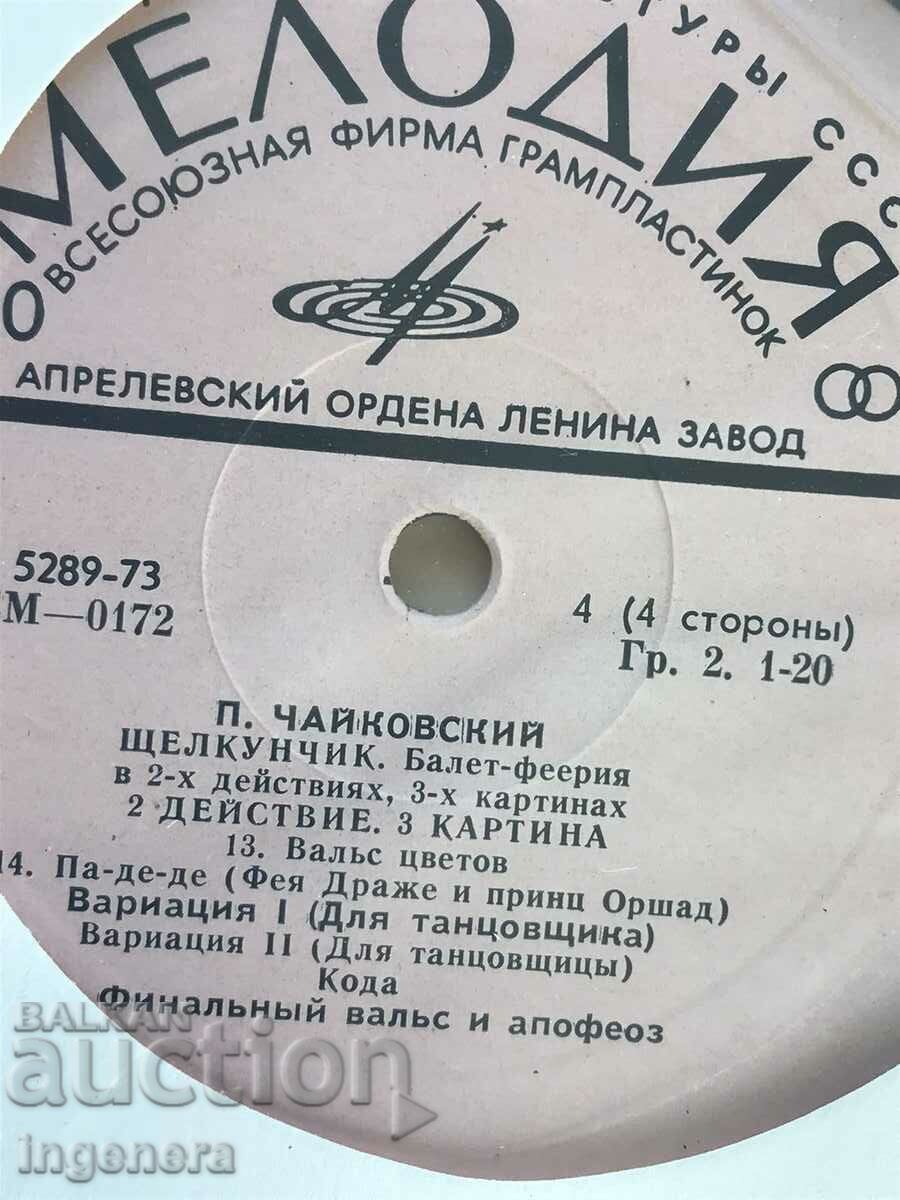 ТУРЫ ССС
МЕЛОДИЯ
ВСЕСОЮЗНАЯ ФИРМА ГРАМПЛАСТИНОК
АПРЕЛЕВСКИЙ ОРДЕНА ЛЕНИНА ЗАВОД
5289-73
М—0172
4 (4 стороны)
Гр. 2. 1-20
П. ЧАЙКОВСКИЙ
ЩЕЛКУНЧИК. Балет-феерия
в 2-х действиях, 3-х картинах
2 ДЕЙСТВИЕ. 3 КАРТИНА
13. Вальс цветов
14. Па-де-де (Фея Драже и принц Оршад)
Вариация I (Для танцовщика)
Вариация II (Для танцовщицы)
Кода
Финальный вальс и апофеоз
BALKAN
auction
ingenera